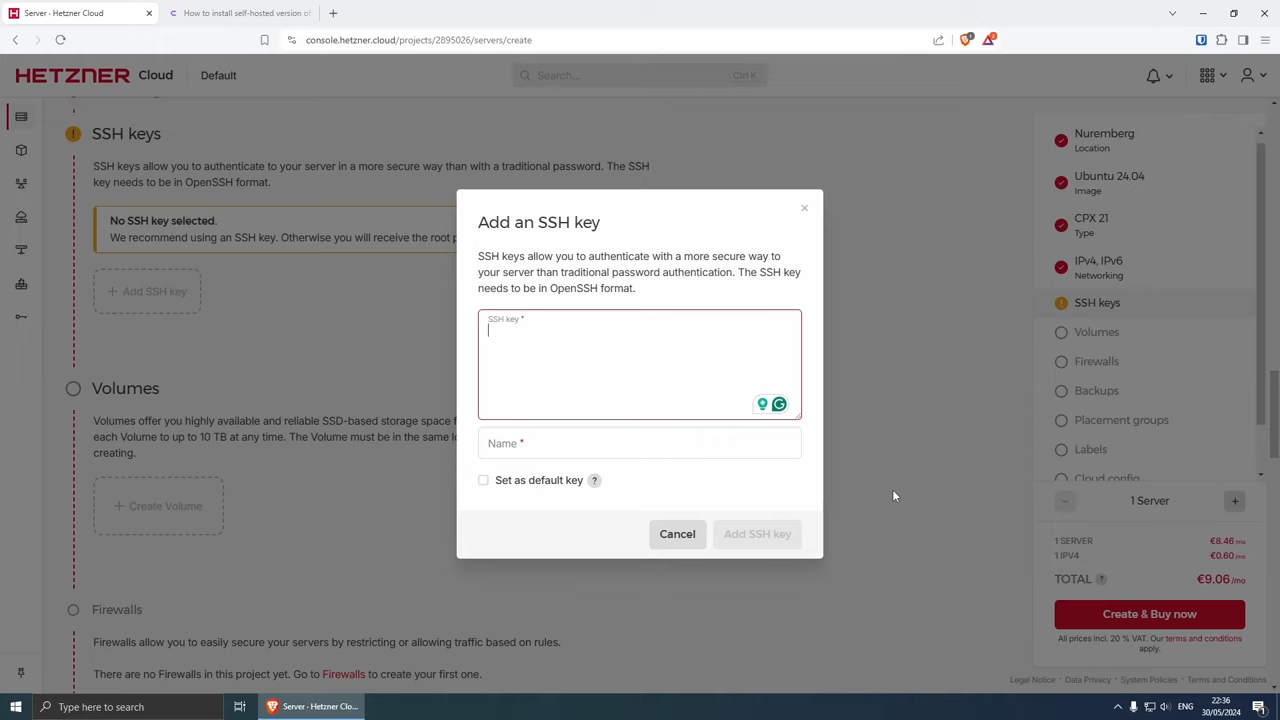 Server - Hetzner Cloud
How to install self-hosted version of
console.hetzner.cloud/projects/2895026/servers/create
HETZNER Cloud Default
Search... Ctrl K
SSH keys
SSH keys allow you to authenticate to your server in a more secure way than with a traditional password. The SSH
key needs to be in OpenSSH format.
No SSH key selected.
We recommend using an SSH key. Otherwise you will receive the root p
Add SSH key
Volumes
Volumes offer you highly available and reliable SSD-based storage space f
each Volume to up to 10 TB at any time. The Volume must be in the same lo
creating.
Create Volume
Firewalls
Firewalls allow you to easily secure your servers by restricting or allowing traffic based on rules.
There are no Firewalls in this project yet. Go to Firewalls to create your first one.
Add an SSH key
×
SSH keys allow you to authenticate with a more secure way to
your server than traditional password authentication. The SSH key
needs to be in OpenSSH format.
SSH key *
Name *
Set as default key ?
Cancel
Add SSH key
Nuremberg
Location
Ubuntu 24.04
Image
CPX 21
Type
IPv4, IPv6
Networking
SSH keys
Volumes
Firewalls
Backups
Placement groups
Labels
Cloud config
1 Server
1 SERVER €8.46 /mo
1 IPV4 €0.60 /mo
TOTAL ? €9.06 /mo
Create & Buy now
All prices incl. 20 % VAT. Our terms and conditions
apply.
Legal Notice · Data Privacy · System Policies · Terms and Conditions
Type here to search
Server - Hetzner Clo...
ENG
22:36
30/05/2024